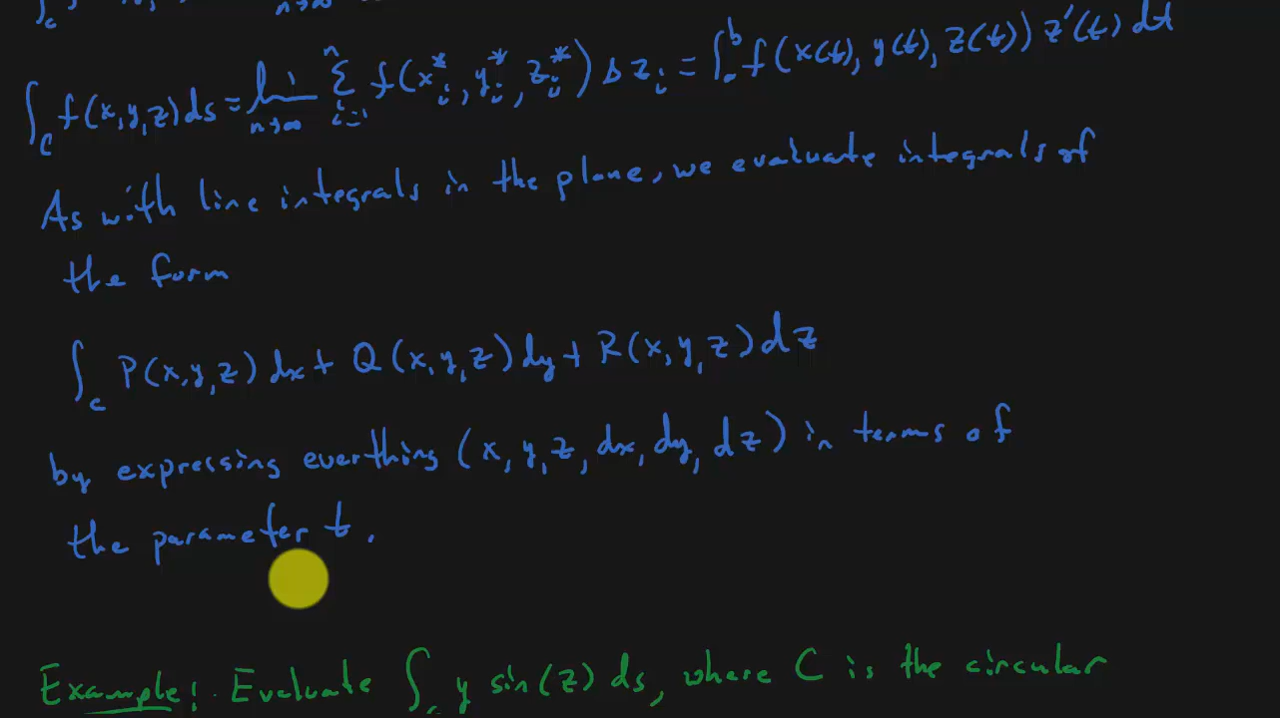 ∫_C f(x,y,z) ds = lim_{n→∞} Σ_{i=1}^{n} f(x_i^*, y_i^*, z_i^*) Δz_i = ∫_a^b f(x(t), y(t), z(t)) z'(t) dt
As with line integrals in the plane, we evaluate integrals of
the form
∫_C P(x,y,z) dx + Q(x,y,z) dy + R(x,y,z) dz
by expressing everthing (x, y, z, dx, dy, dz) in terms of
the parameter t.
Example: Evaluate ∫_C y sin(z) ds, where C is the circular